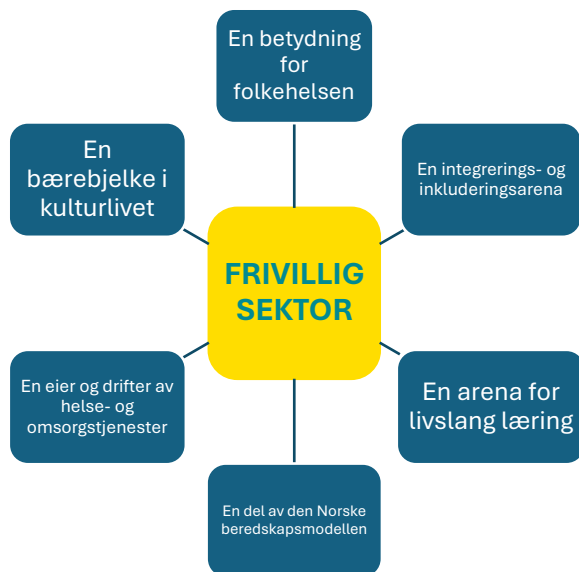 En betydning
for
folkehelsen
En
bærebjelke i
kulturlivet
En integrerings- og
inkluderingsarena
FRIVILLIG
SEKTOR
En eier og drifter av
helse- og
omsorgstjenester
En arena for
livslang læring
En del av den Norske
beredskapsmodellen